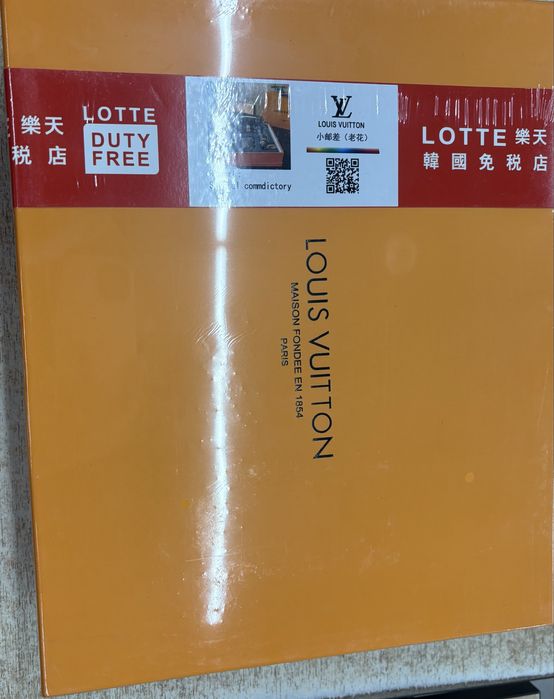 樂天
税 店
LOTTE
DUTY
FREE
LOUIS VUITTON
小邮差（老花）
commdictory
LOTTE 樂天
韓國免税店
LOUIS VUITTON
MAISON FONDEE EN 1854
PARIS